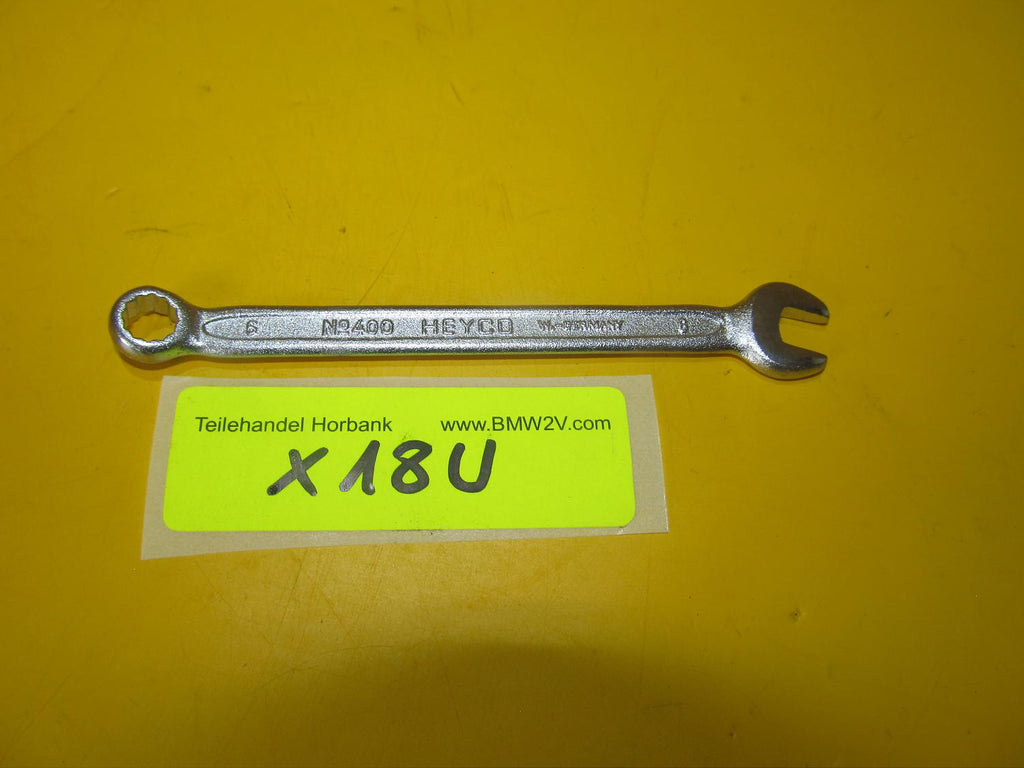 6 No400 HEYCO W.-GERMANY 6
Teilehandel Horbank www.BMW2V.com
X18U